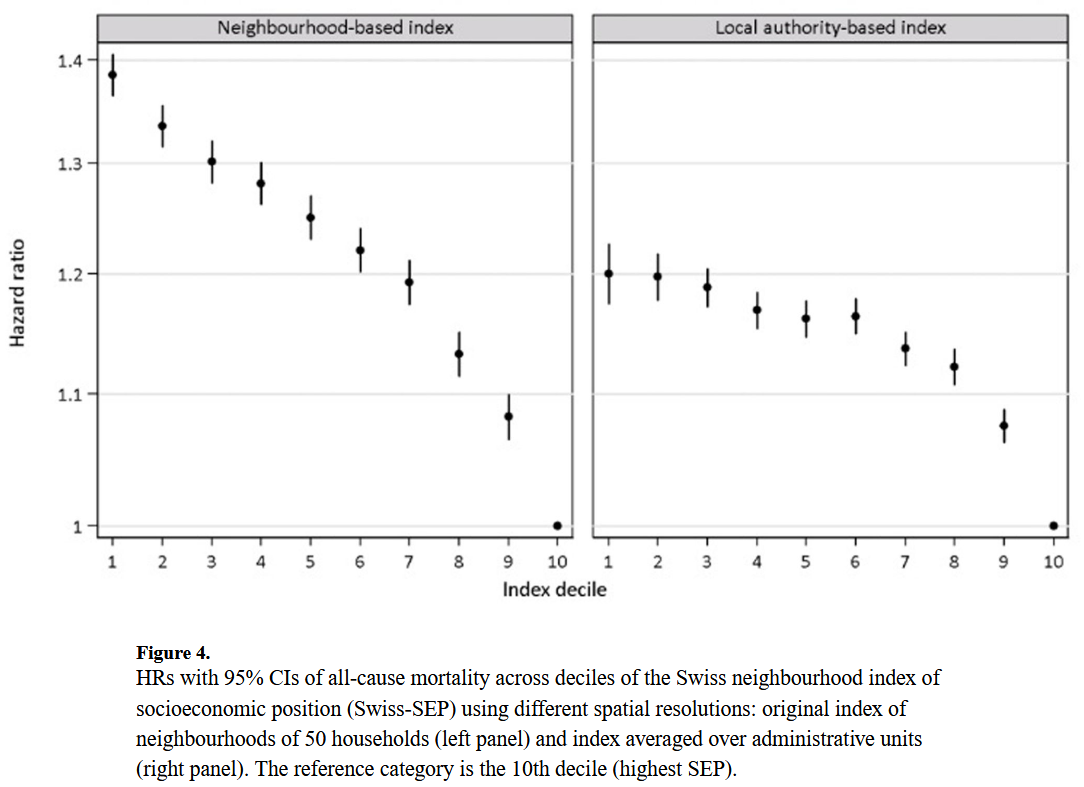 Neighbourhood-based index
Local authority-based index
Hazard ratio
1.4
1.3
1.2
1.1
1
1 2 3 4 5 6 7 8 9 10
1 2 3 4 5 6 7 8 9 10
Index decile
Figure 4.
HRs with 95% CIs of all-cause mortality across deciles of the Swiss neighbourhood index of
socioeconomic position (Swiss-SEP) using different spatial resolutions: original index of
neighbourhoods of 50 households (left panel) and index averaged over administrative units
(right panel). The reference category is the 10th decile (highest SEP).